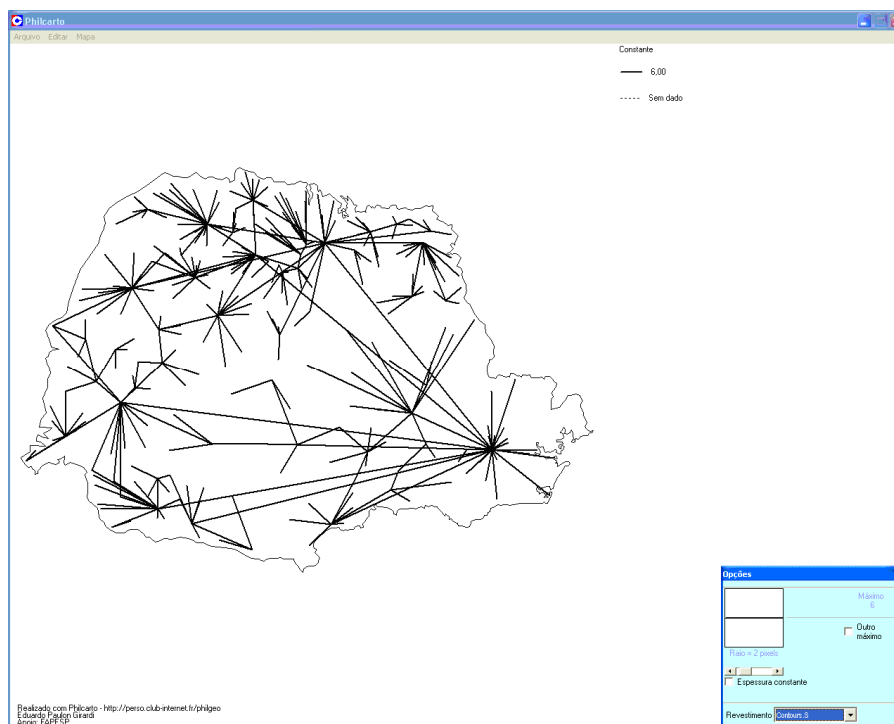 Philcarto
Arquivo Editar Mapa
Constante
6,00
Sem dado
Opções
Máximo
6
Outro
máximo
Raio = 2 pixels
Espessura constante
Revestimento Contours.S
Realizado com Philcarto - http://perso.club-internet.fr/philgeo
Eduardo Paulon Girardi
Apoio: FAPESP